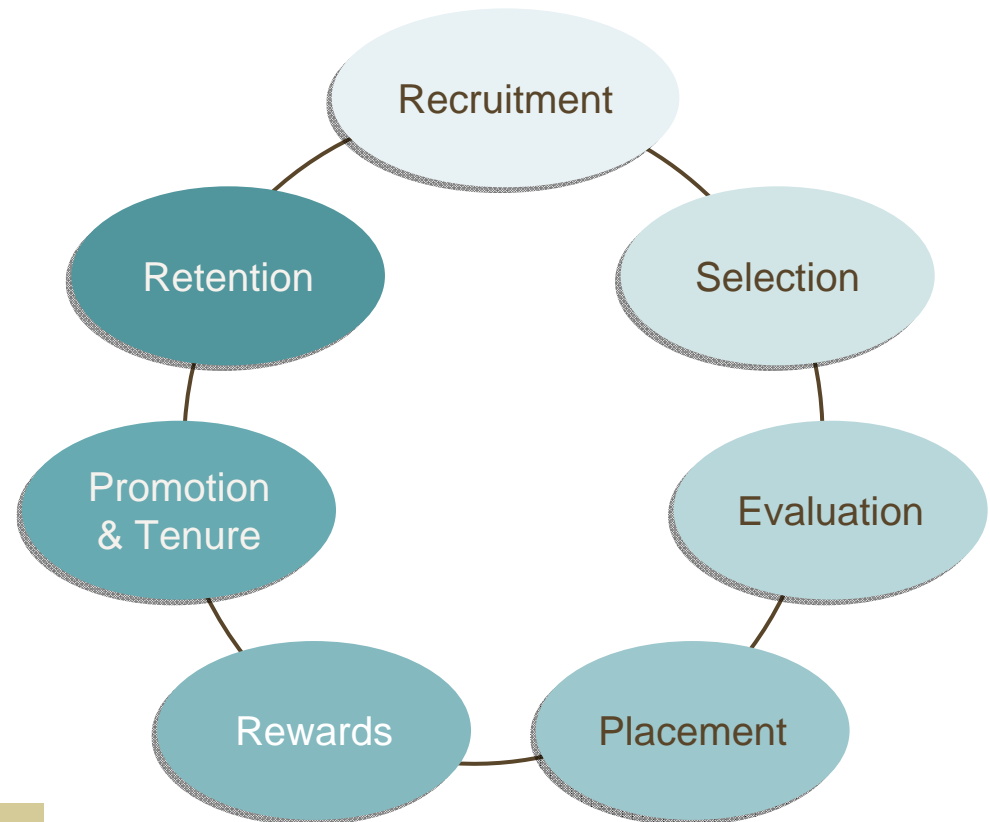 Recruitment
Selection
Evaluation
Placement
Rewards
Promotion
& Tenure
Retention